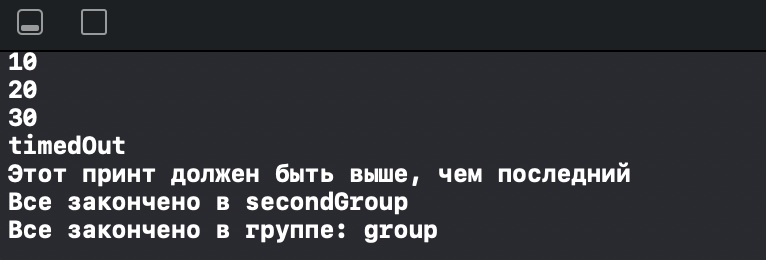 10
20
30
timedOut
Этот принт должен быть выше, чем последний
Все закончено в secondGroup
Все закончено в группе: group